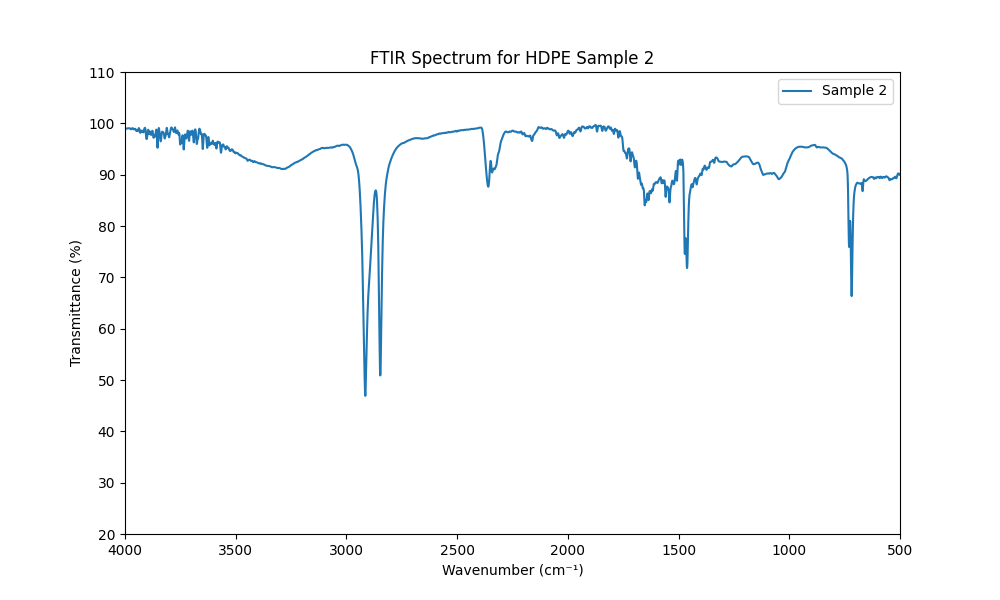 FTIR Spectrum for HDPE Sample 2
Sample 2
Transmittance (%)
110
100
90
80
70
60
50
40
30
20
4000 3500 3000 2500 2000 1500 1000 500
Wavenumber (cm⁻¹)